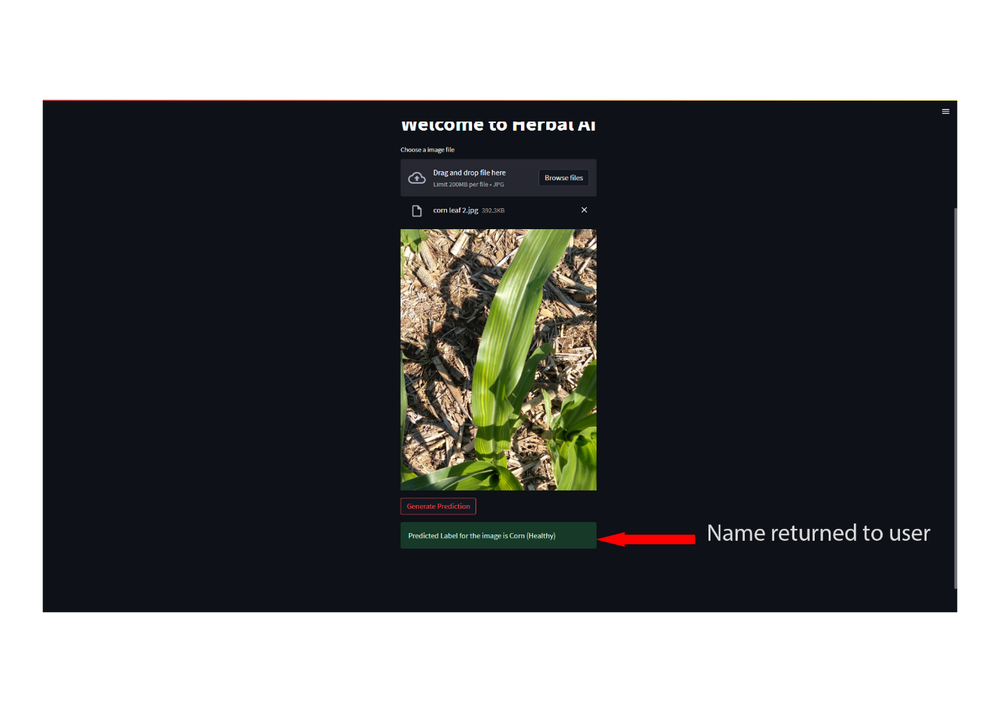 Welcome to Herbal AI
Choose a image file
Drag and drop file here
Limit 200MB per file • JPG
Browse files
corn leaf 2.jpg 392.3KB
Generate Prediction
Predicted Label for the image is Corn (Healthy)
Name returned to user